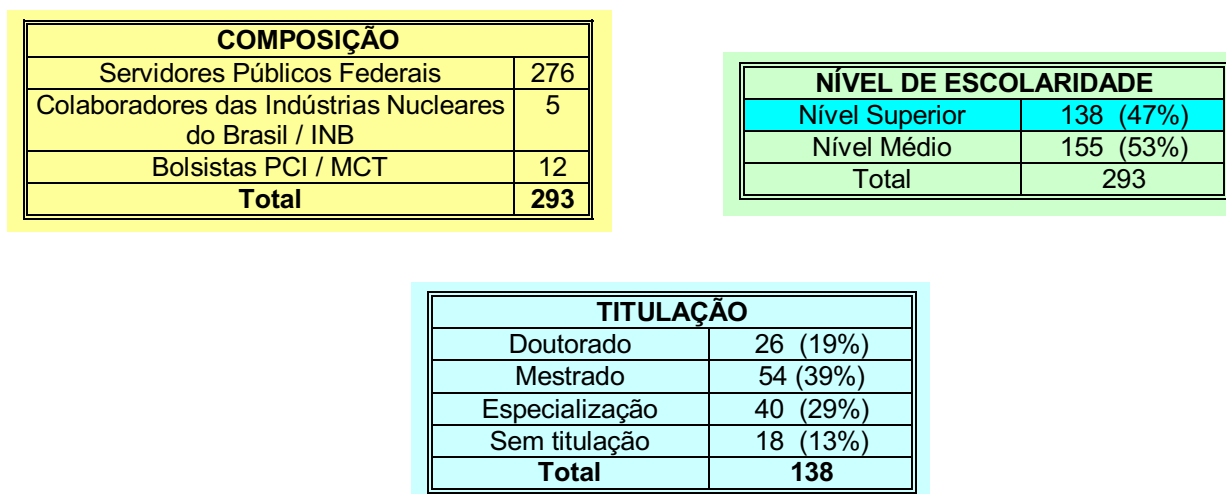 COMPOSIÇÃO
Servidores Públicos Federais 276
Colaboradores das Indústrias Nucleares 5
do Brasil / INB
Bolsistas PCI / MCT 12
Total 293
NÍVEL DE ESCOLARIDADE
Nível Superior 138 (47%)
Nível Médio 155 (53%)
Total 293
TITULAÇÃO
Doutorado 26 (19%)
Mestrado 54 (39%)
Especialização 40 (29%)
Sem titulação 18 (13%)
Total 138